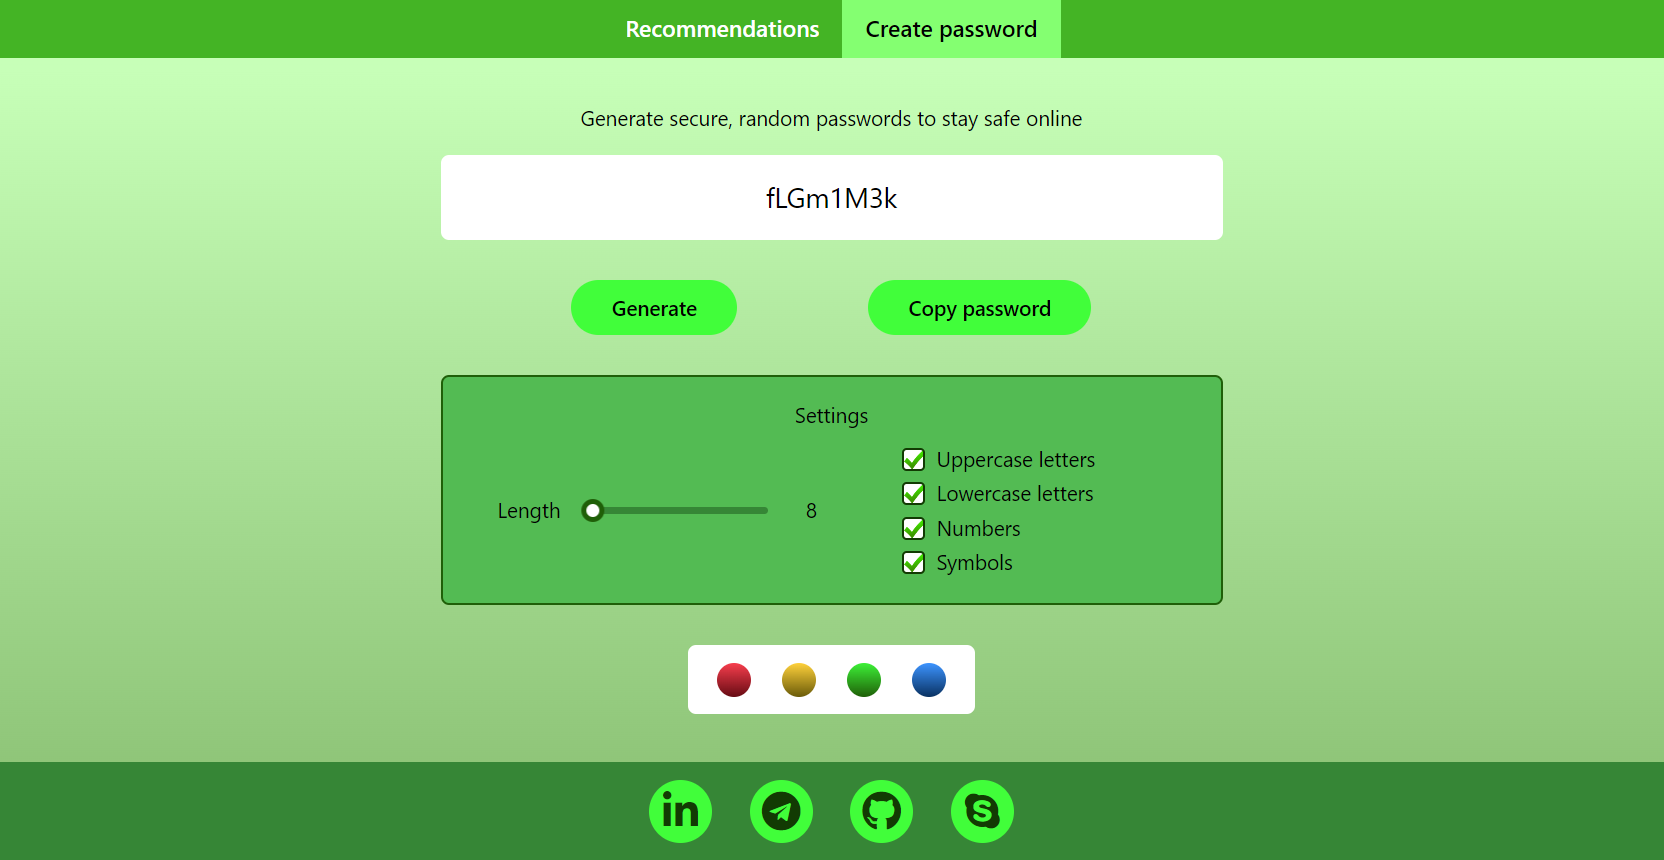 Recommendations
Create password
Generate secure, random passwords to stay safe online
fLGm1M3k
Generate
Copy password
Settings
Length
8
Uppercase letters
Lowercase letters
Numbers
Symbols
in
S